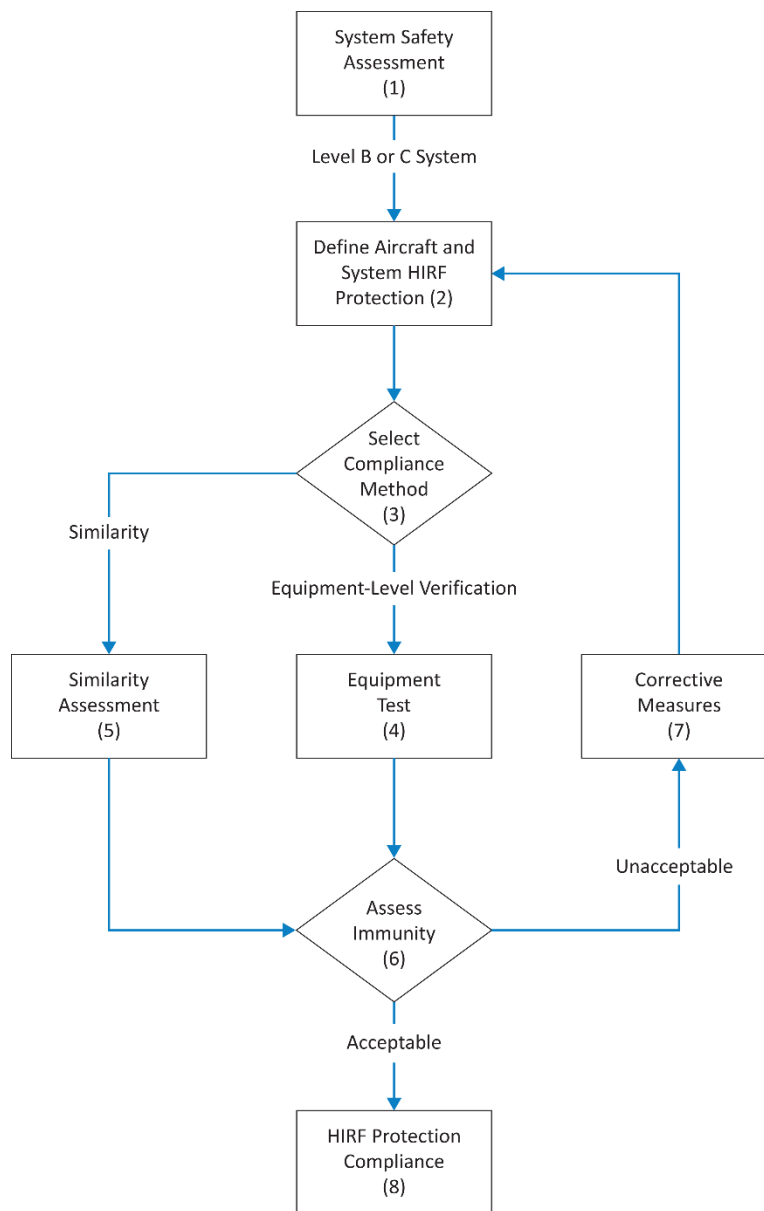 System Safety
Assessment
(1)
Level B or C System
Define Aircraft and
System HIRF
Protection (2)
Select
Compliance
Method
(3)
Similarity
Equipment-Level Verification
Similarity
Assessment
(5)
Equipment
Test
(4)
Corrective
Measures
(7)
Unacceptable
Assess
Immunity
(6)
Acceptable
HIRF Protection
Compliance
(8)